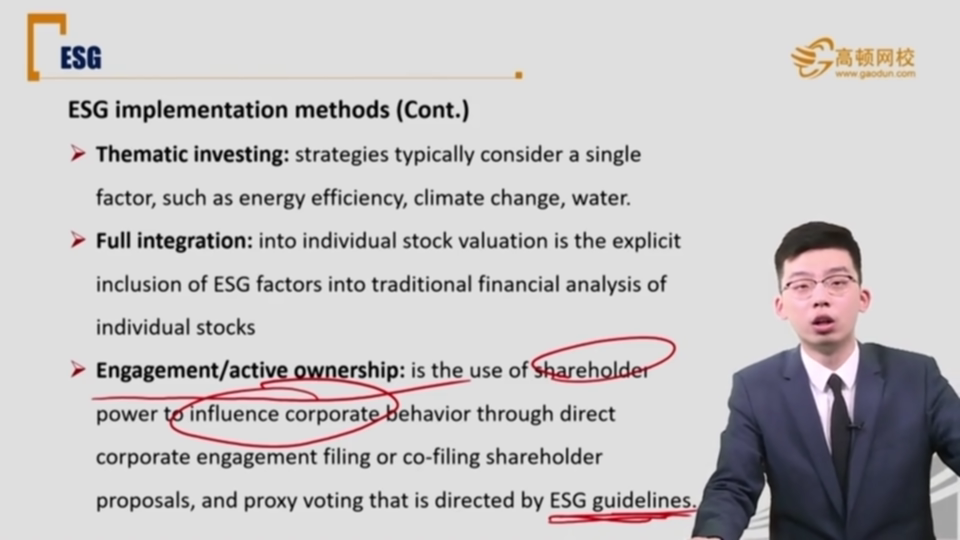 ESG
高顿网校
www.gaodun.com
ESG implementation methods (Cont.)
Thematic investing: strategies typically consider a single
factor, such as energy efficiency, climate change, water.
Full integration: into individual stock valuation is the explicit
inclusion of ESG factors into traditional financial analysis of
individual stocks
Engagement/active ownership: is the use of shareholder
power to influence corporate behavior through direct
corporate engagement filing or co-filing shareholder
proposals, and proxy voting that is directed by ESG guidelines.